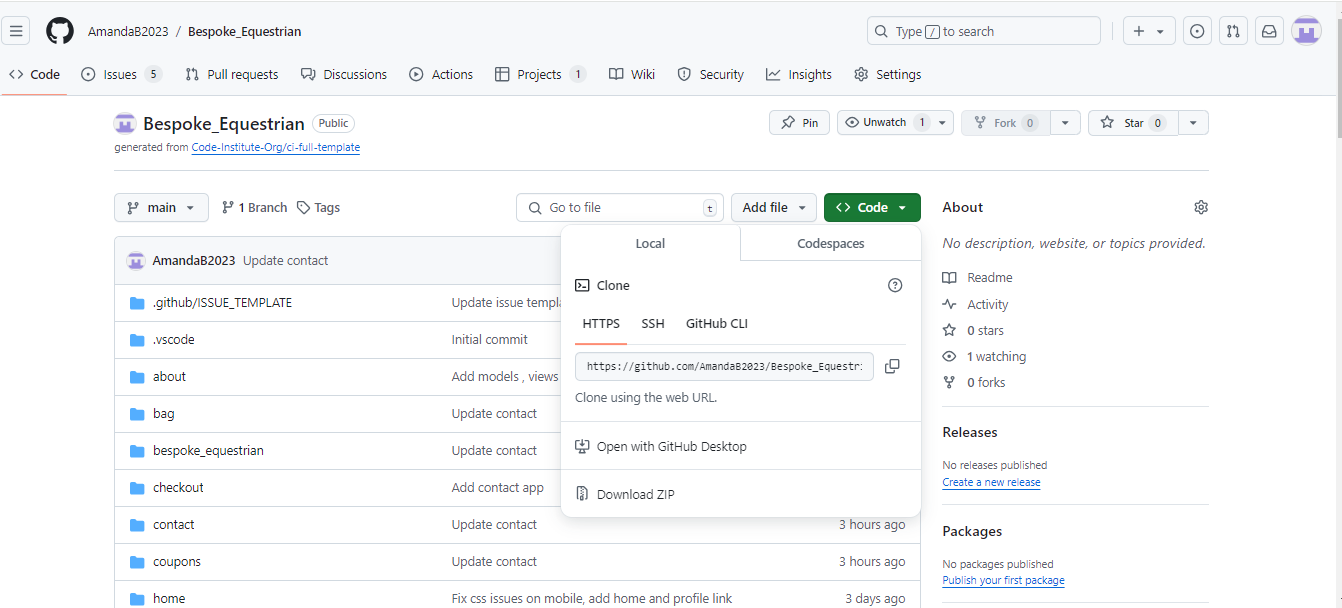 AmandaB2023 / Bespoke_Equestrian
Type / to search
Code Issues 5 Pull requests Discussions Actions Projects 1 Wiki Security Insights Settings
Bespoke_Equestrian Public
generated from Code-Institute-Org/ci-full-template
Pin Unwatch 1 Fork 0 Star 0
main 1 Branch Tags
Go to file t
Add file Code
AmandaB2023 Update contact
.github/ISSUE_TEMPLATE Update issue templa
.vscode Initial commit
about Add models , views
bag Update contact
bespoke_equestrian Update contact
checkout Add contact app
contact Update contact 3 hours ago
coupons Update contact 3 hours ago
home Fix css issues on mobile, add home and profile link 3 days ago
Local Codespaces
Clone
HTTPS SSH GitHub CLI
https://github.com/AmandaB2023/Bespoke_Equestri
Clone using the web URL.
Open with GitHub Desktop
Download ZIP
About
No description, website, or topics provided.
Readme
Activity
0 stars
1 watching
0 forks
Releases
No releases published
Create a new release
Packages
No packages published
Publish your first package